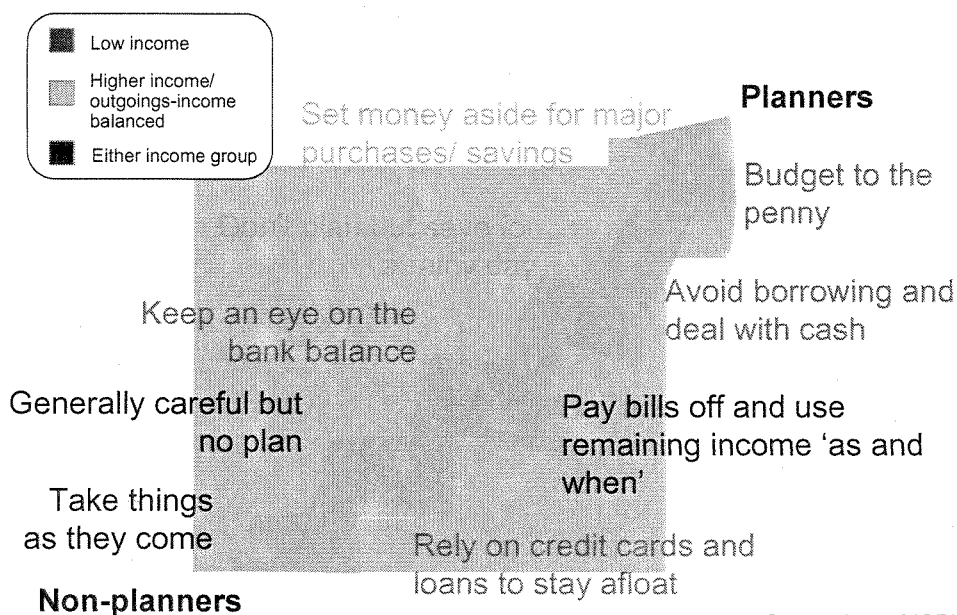 Low income
Higher income/
outgoings-income
balanced
Either income group
Set money aside for major
purchases/ savings
Planners
Budget to the
penny
Keep an eye on the
bank balance
Avoid borrowing and
deal with cash
Generally careful but
no plan
Pay bills off and use
remaining income ‘as and
when’
Take things
as they come
Rely on credit cards and
loans to stay afloat
Non-planners